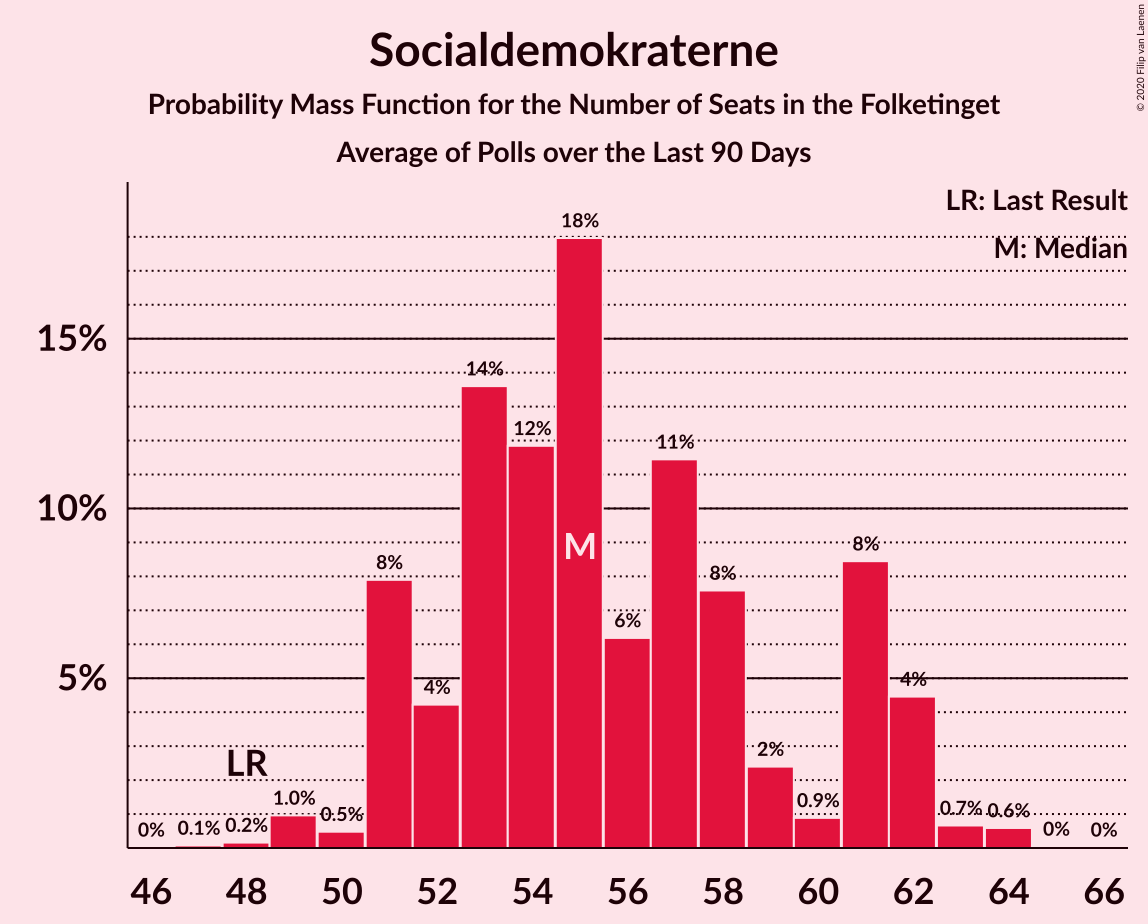 Socialdemokraterne
Probability Mass Function for the Number of Seats in the Folketinget
Average of Polls over the Last 90 Days
© 2020 Filip van Laenen
LR: Last Result
M: Median
15%
10%
5%
0%
0.1%
0.2%
1.0%
0.5%
8%
4%
14%
12%
18%
6%
11%
8%
2%
0.9%
8%
4%
0.7%
0.6%
0%
0%
LR
M
46 48 50 52 54 56 58 60 62 64 66